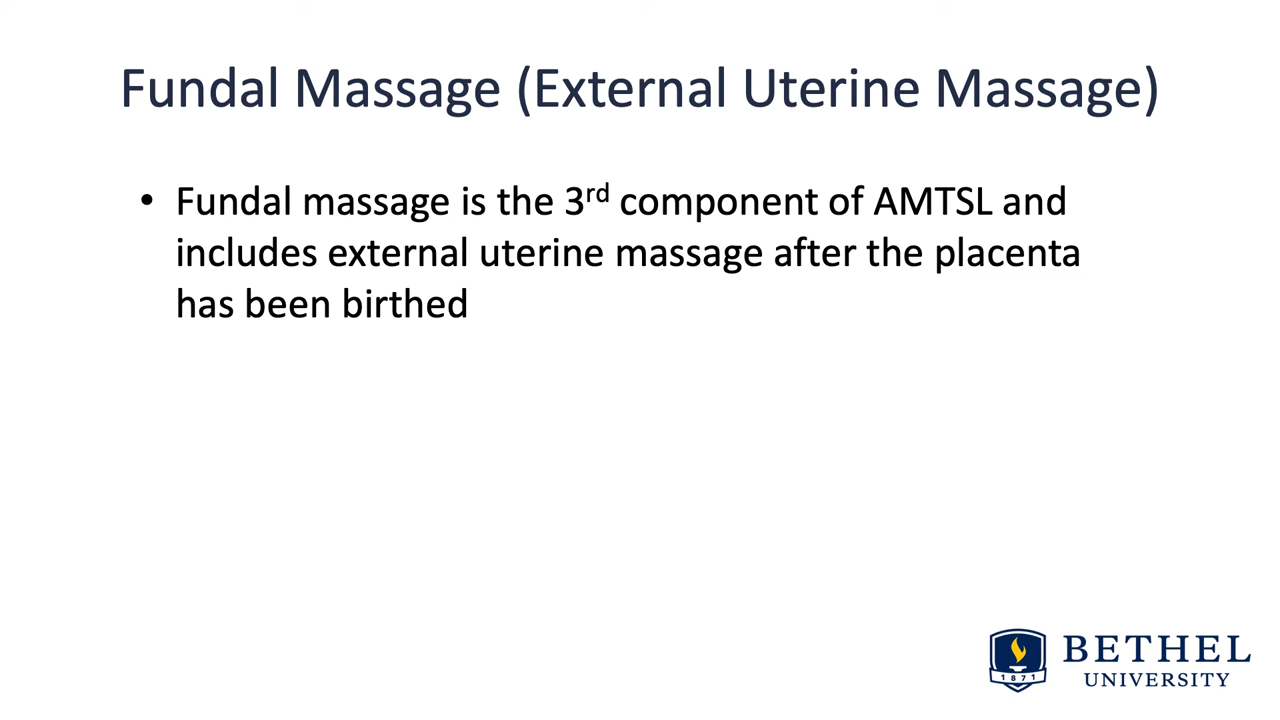 Fundal Massage (External Uterine Massage)
• Fundal massage is the 3rd component of AMTSL and
includes external uterine massage after the placenta
has been birthed
1871
BETHEL
UNIVERSITY